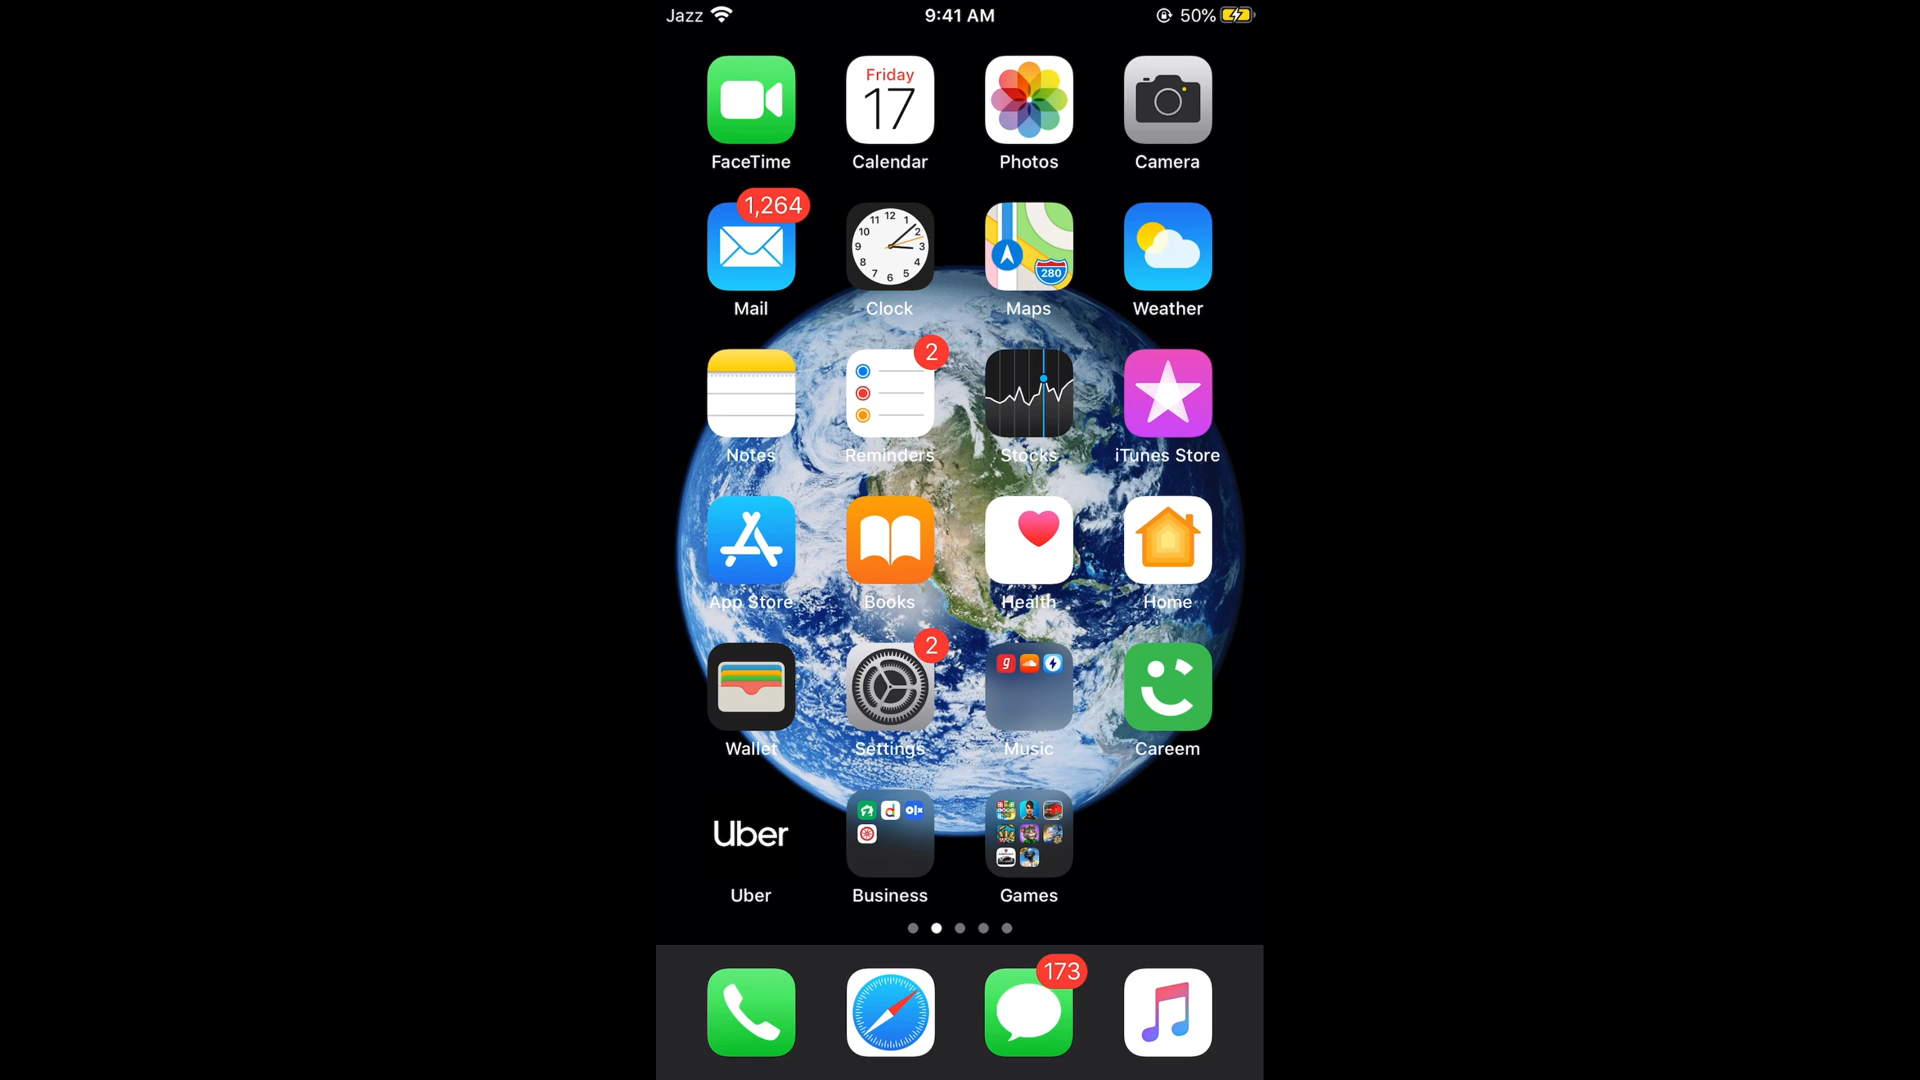 Jazz 9:41 AM 50%
Friday
17
FaceTime Calendar Photos Camera
1,264
12
11 1
10 2
9 3
8 4
7 5
6
280
Mail Clock Maps Weather
2
Notes Reminders Stocks iTunes Store
App Store Books Health Home
2
g
Wallet Settings Music Careem
Uber
d olx
Uber Business Games
173